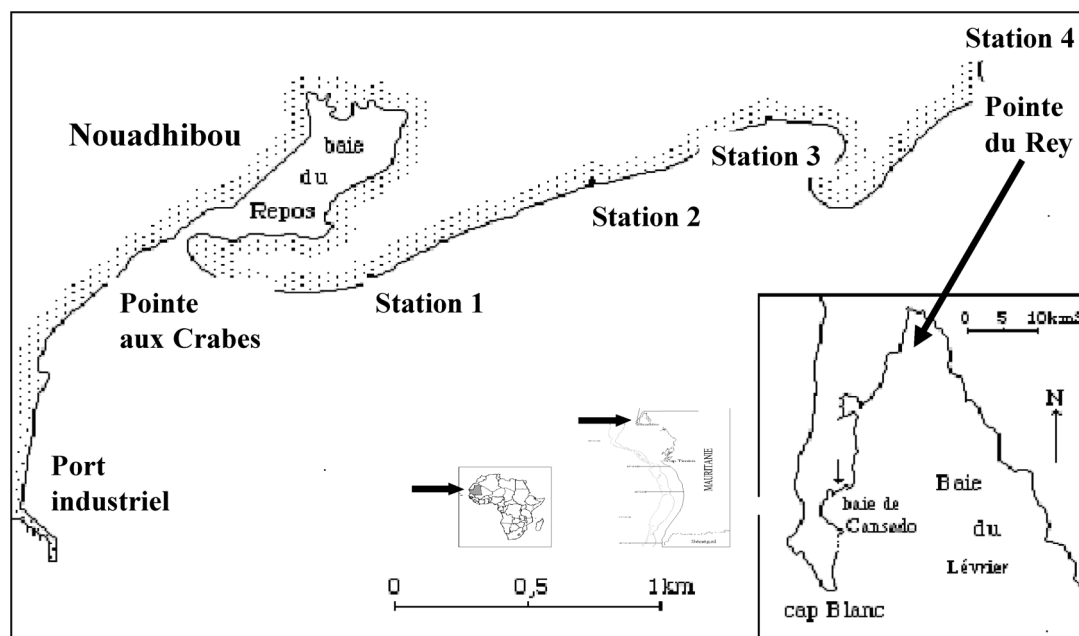 Station 4
Nouadhibou
baie
du
Repos
Pointe
du Rey
Station 3
Station 2
Station 1
Pointe
aux Crabes
Port
industriel
0 5 10km
N
MAURITANIE
Baie
du
Lévrier
baie de
Cansado
cap Blanc
0 0,5 1km